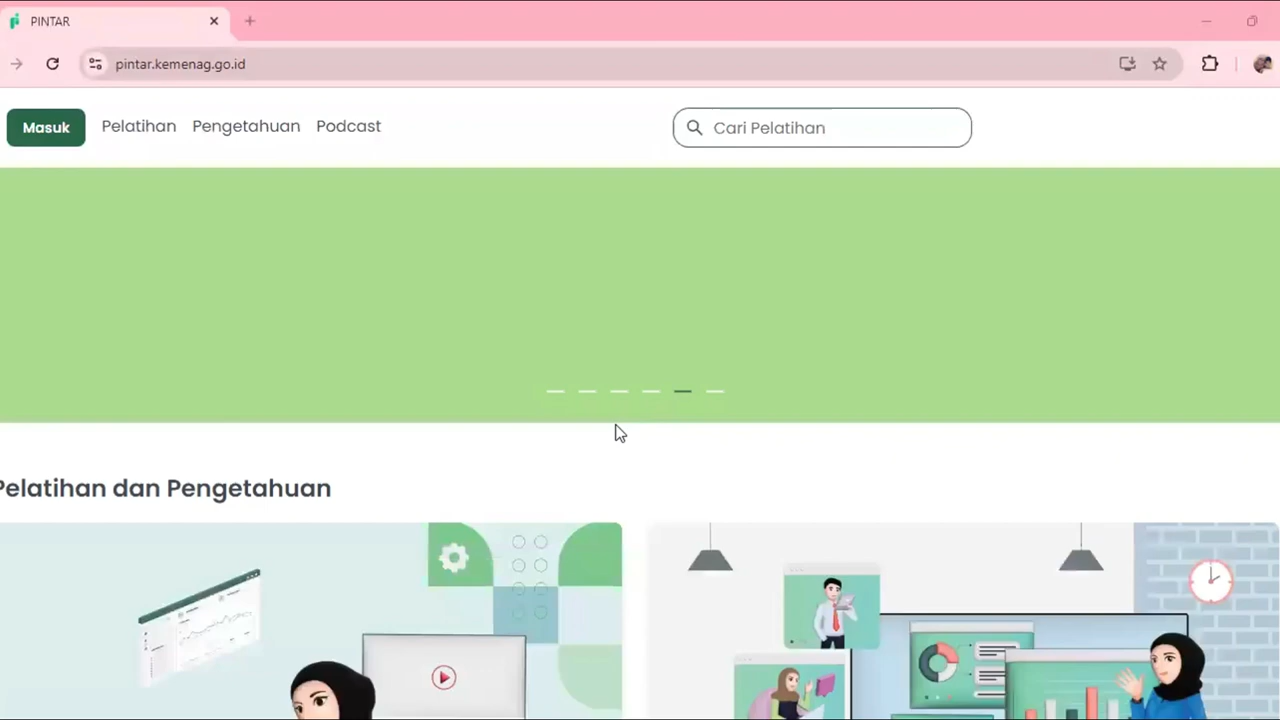 PINTAR
pintar.kemenag.go.id
Masuk Pelatihan Pengetahuan Podcast Cari Pelatihan
Pelatihan dan Pengetahuan